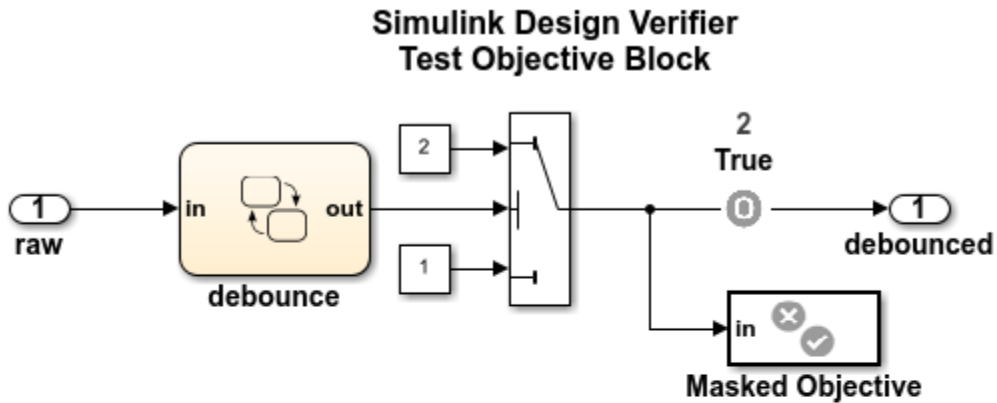 Simulink Design Verifier
Test Objective Block
2
True
2
1
raw
in
out
debounce
1
1
debounced
in
Masked Objective